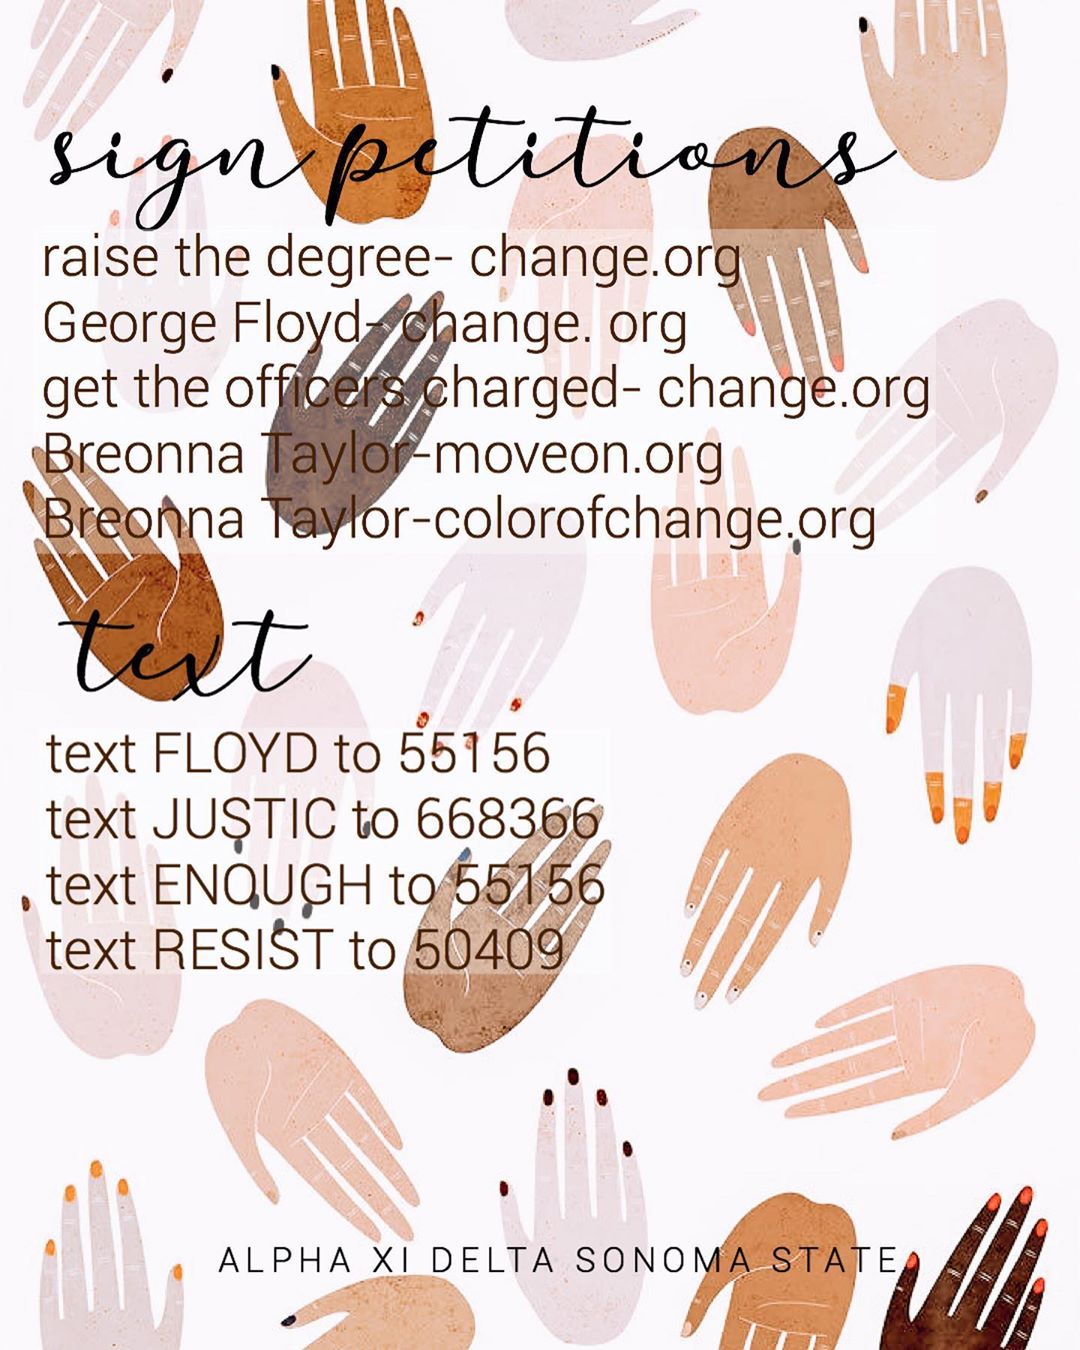 sign petitions
raise the degree- change.org
George Floyd- change. org
get the officers charged- change.org
Breonna Taylor-moveon.org
Breonna Taylor-colorofchange.org
text
text FLOYD to 55156
text JUSTIC to 668366
text ENOUGH to 55156
text RESIST to 50409
ALPHA XI DELTA SONOMA STATE